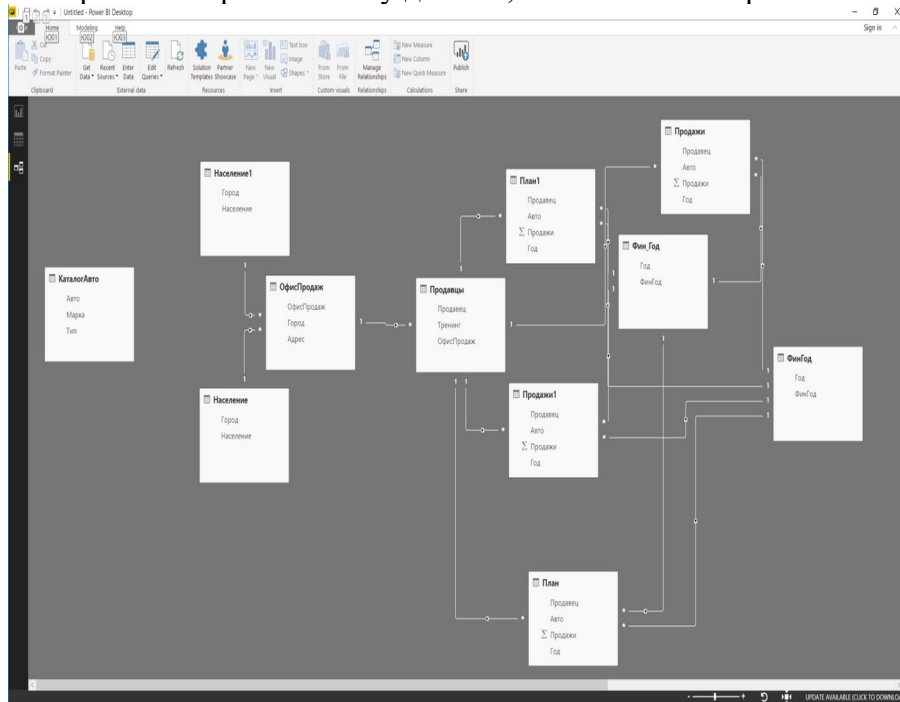 Untitled - Power BI Desktop
Sign in
Home
Modeling
Help
Cut
Copy
Format Painter
Paste
Clipboard
Get Data
Recent Sources
Enter Data
Edit Queries
Refresh
External data
Solution Templates
Partner Showcase
Resources
New Page
New Visual
Text box
Image
Shapes
Insert
From Store
From File
Custom visuals
Manage Relationships
Relationships
New Measure
New Column
New Quick Measure
Calculations
Publish
Share
КаталогАвто
Авто
Марка
Тип
Население1
Город
Население
ОфисПродаж
ОфисПродаж
Город
Адрес
Население
Город
Население
Продавцы
Продавец
Тренинг
ОфисПродаж
План1
Продавец
Авто
Σ Продажи
Год
Продажи1
Продавец
Авто
Σ Продажи
Год
План
Продавец
Авто
Σ Продажи
Год
Продажи
Продавец
Авто
Σ Продажи
Год
Фин_Год
Год
ФинГод
ФинГод
Год
ФинГод